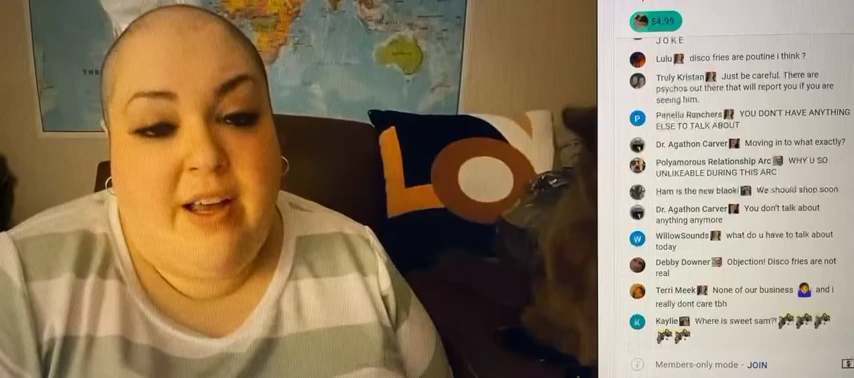 $4.99
JOKE
Lulu disco fries are poutine i think ?
Truly Kristan Just be careful. There are
psychos out there that will report you if you are
seeing him.
P
Penellu Runchers YOU DON'T HAVE ANYTHING
ELSE TO TALK ABOUT
Dr. Agathon Carver Moving in to what exactly?
Polyamorous Relationship Arc WHY U SO
UNLIKEABLE DURING THIS ARC
Ham is the new blaoki We should shop soon
Dr. Agathon Carver You don't talk about
anything anymore
W
WillowSounds what do u have to talk about
today
Debby Downer Objection! Disco fries are not
real
Terri Meek None of our business 🤷‍♀️ and i
really dont care tbh
K
Kaylie Where is sweet sam?!
Members-only mode · JOIN
LO